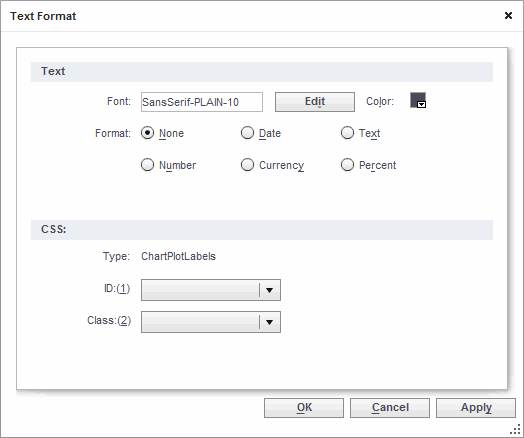 Text Format
Text
Font: SansSerif-PLAIN-10 Edit Color:
Format: None Date Text
Number Currency Percent
CSS:
Type: ChartPlotLabels
ID:(1)
Class:(2)
OK Cancel Apply